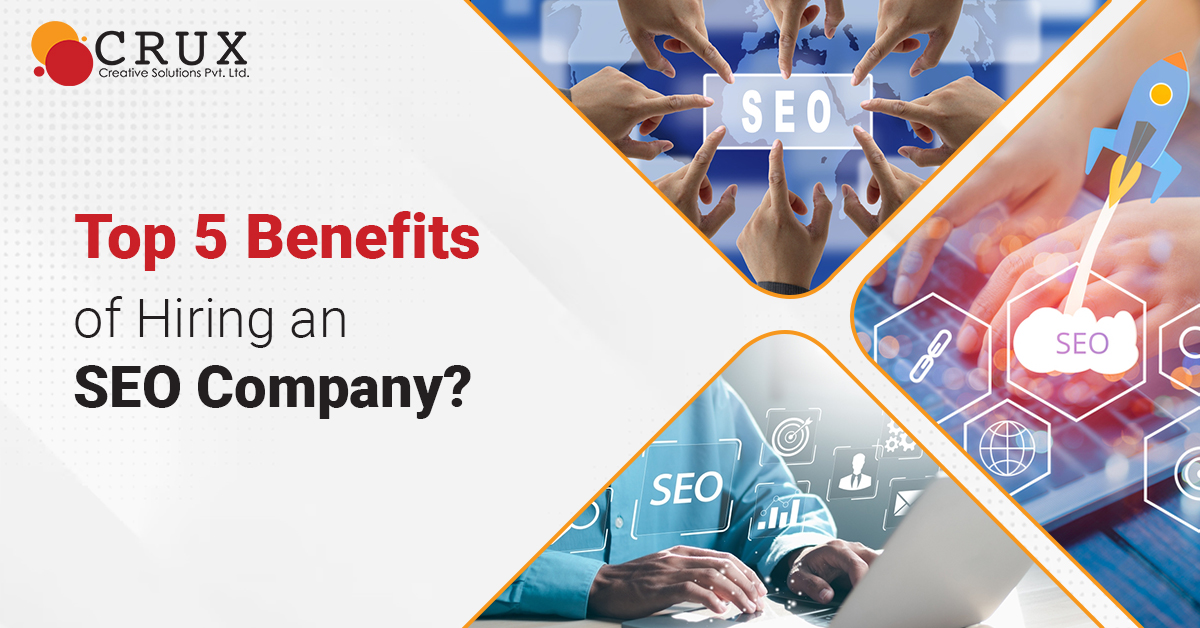 CRUX
Creative Solutions Pvt. Ltd.
Top 5 Benefits
of Hiring an
SEO Company?
SEO
SEO
SEO